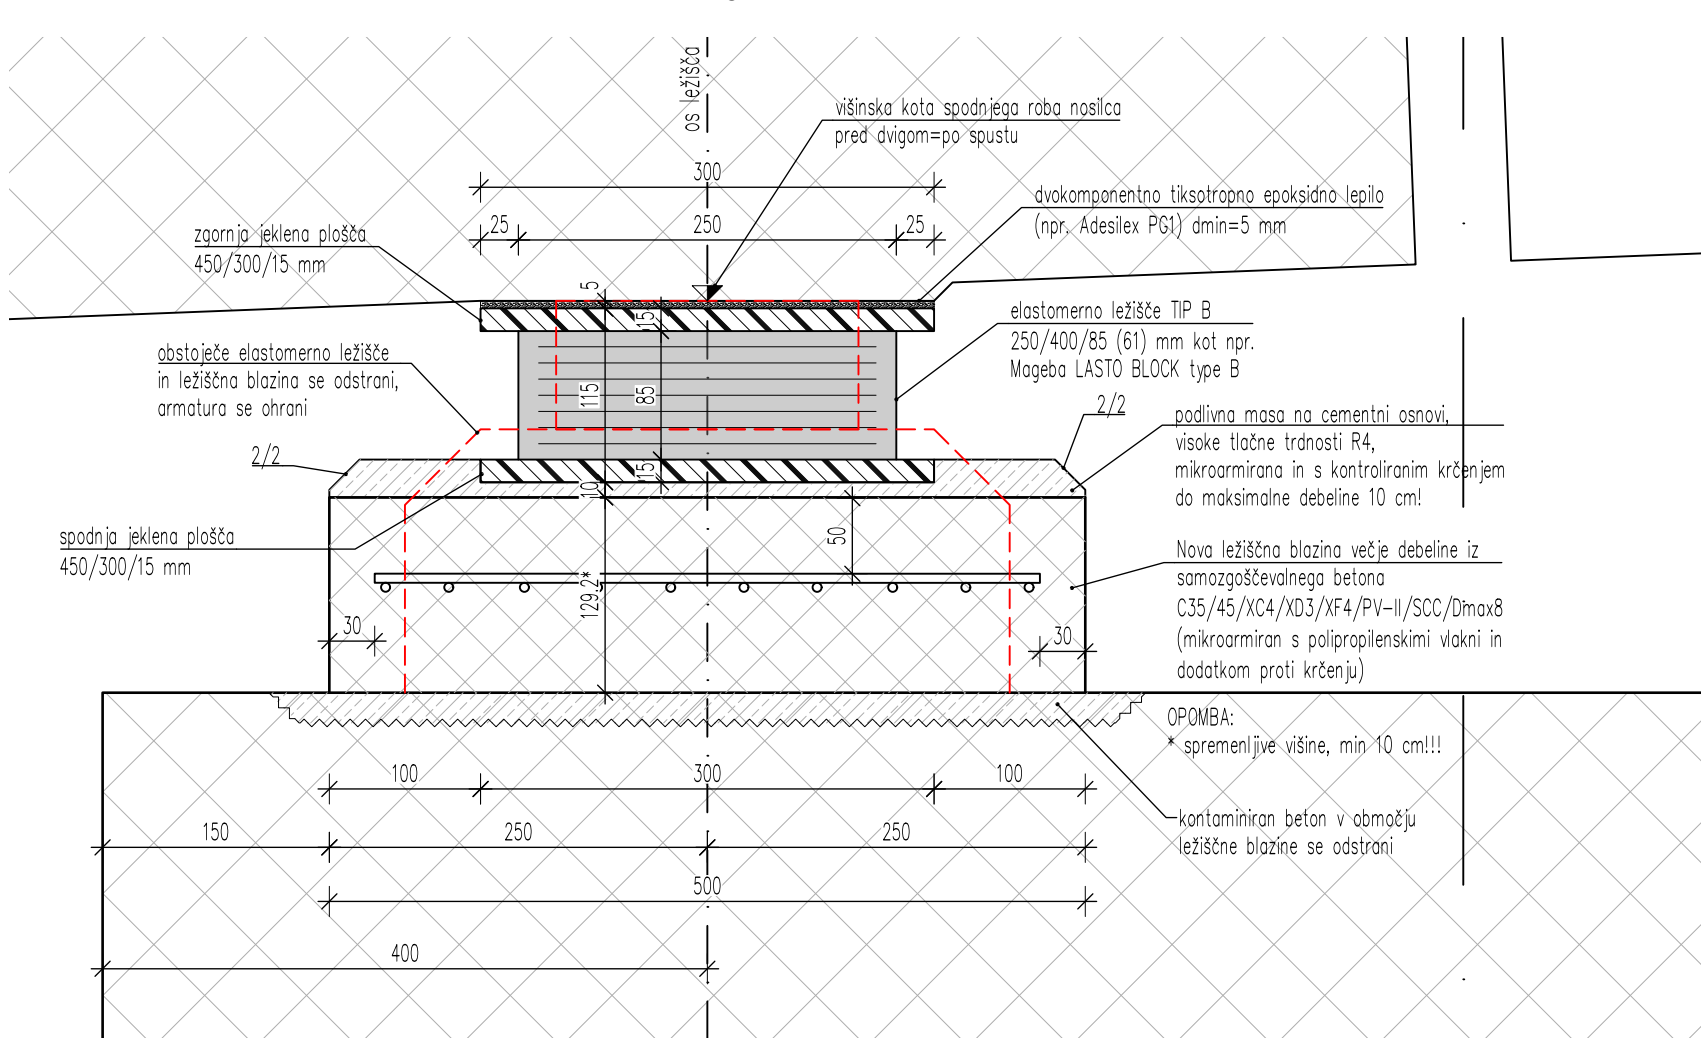 os ležišča
višinska kota spodnjega roba nosilca
pred dvigom=po spustu
300
dvokomponentno tiksotropno epoksidno lepilo
(npr. Adesilex PG1) dmin=5 mm
25
250
25
zgornja jeklena plošča
450/300/15 mm
5
15
elastomerno ležišče TIP B
250/400/85 (61) mm kot npr.
Mageba LASTO BLOCK type B
obstoječe elastomerno ležišče
in ležiščna blazina se odstrani,
armatura se ohrani
115
85
2/2
2/2
podlivna masa na cementni osnovi,
visoke tlačne trdnosti R4,
mikroarmirana in s kontroliranim krčenjem
do maksimalne debeline 10 cm!
15
10
spodnja jeklena plošča
450/300/15 mm
50
129.2*
Nova ležiščna blazina večje debeline iz
samozgoščevalnega betona
C35/45/XC4/XD3/XF4/PV-II/SCC/Dmax8
(mikroarmiran s polipropilenskimi vlakni in
dodatkom proti krčenju)
30
30
OPOMBA:
* spremenljive višine, min 10 cm!!!
100
300
100
kontaminiran beton v območju
ležiščne blazine se odstrani
150
250
250
500
400